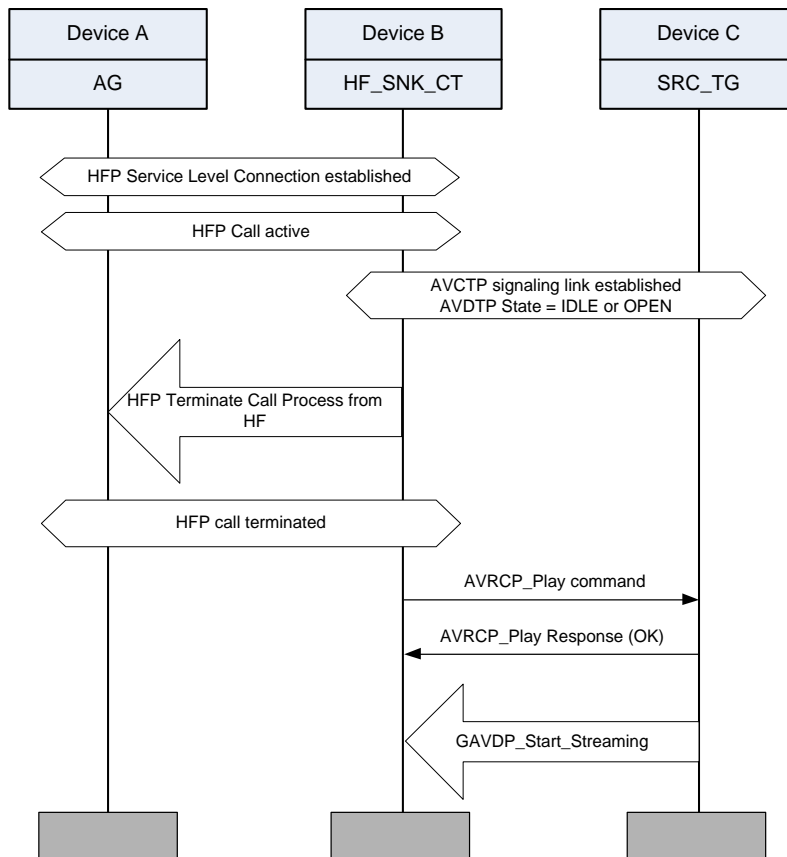 Device A
Device B
Device C
AG
HF_SNK_CT
SRC_TG
HFP Service Level Connection established
HFP Call active
AVCTP signaling link established
AVDTP State = IDLE or OPEN
HFP Terminate Call Process from
HF
HFP call terminated
AVRCP_Play command
AVRCP_Play Response (OK)
GAVDP_Start_Streaming